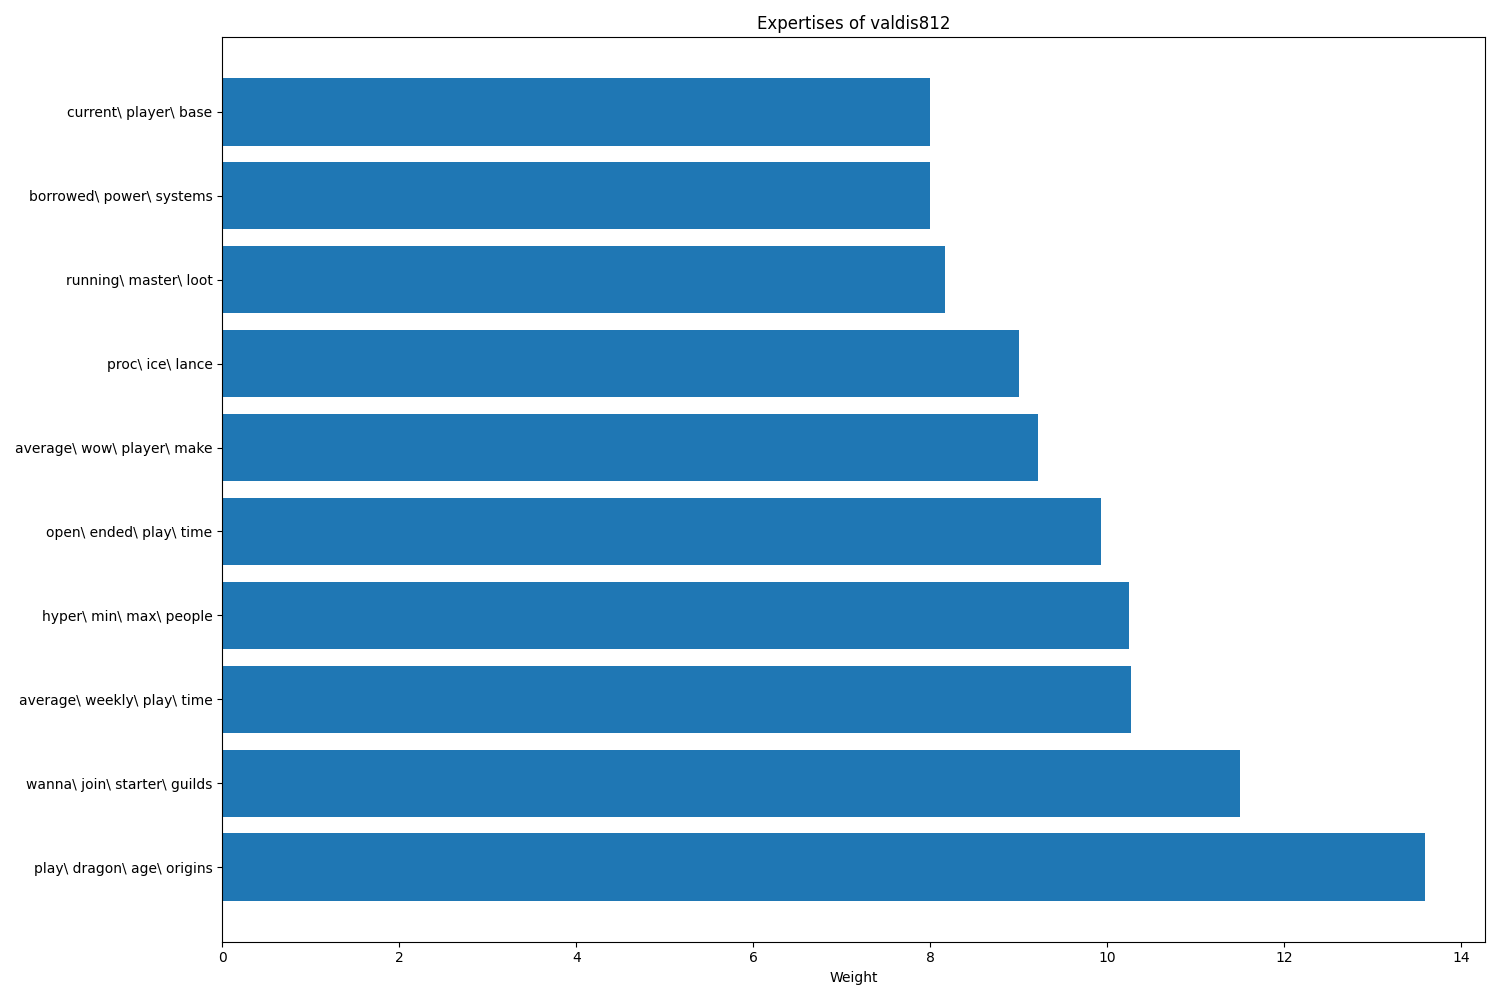 Expertises of valdis812
current\ player\ base
borrowed\ power\ systems
running\ master\ loot
proc\ ice\ lance
average\ wow\ player\ make
open\ ended\ play\ time
hyper\ min\ max\ people
average\ weekly\ play\ time
wanna\ join\ starter\ guilds
play\ dragon\ age\ origins
0 2 4 6 8 10 12 14
Weight